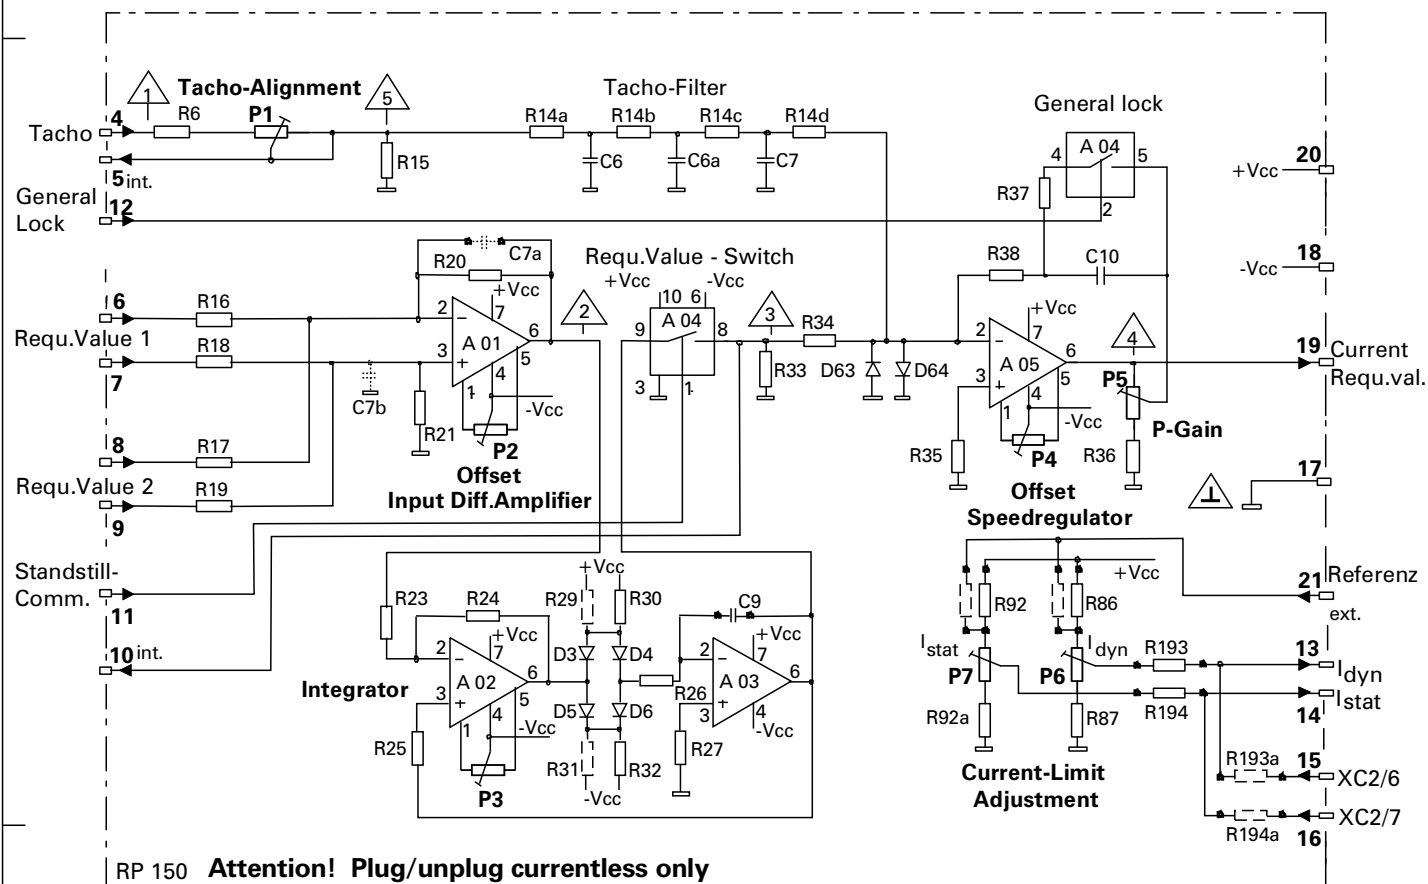 Tacho-Alignment
Tacho-Filter
General lock
1
5
R6
P1
R14a
R14b
R14c
R14d
4
Tacho
A 04
4
5
R15
C6
C6a
C7
20
+Vcc
5 int.
R37
General
Lock
12
2
C7a
R20
Requ.Value - Switch
R38
C10
18
-Vcc
+Vcc
-Vcc
+Vcc
10
6
+Vcc
6
R16
2
7
2
A 04
3
R34
7
4
Requ.Value 1
A 01
6
9
8
2
6
19
Current
Requ.val.
R18
3
5
A 05
5
7
4
3
1
R33
D63
D64
3
4
P5
C7b
1
-Vcc
1
-Vcc
R21
P2
P4
P-Gain
8
R17
Offset
Input Diff.Amplifier
R35
R36
17
Requ.Value 2
R19
Offset
Speedregulator
9
Standstill-
Comm.
11
+Vcc
+Vcc
21
Referenz
ext.
R23
R24
R29
R30
C9
R92
R86
10 int.
+Vcc
+Vcc
Istat
Idyn
R193
13
Idyn
2
7
D3
D4
2
7
P7
P6
Integrator
A 02
6
A 03
6
Istat
3
5
D5
D6
R26
3
R92a
R87
R194
14
4
-Vcc
4
-Vcc
1
R25
R27
R31
R32
R193a
15
XC2/6
P3
-Vcc
Current-Limit
Adjustment
XC2/7
R194a
16
RP 150
Attention! Plug/unplug currentless only